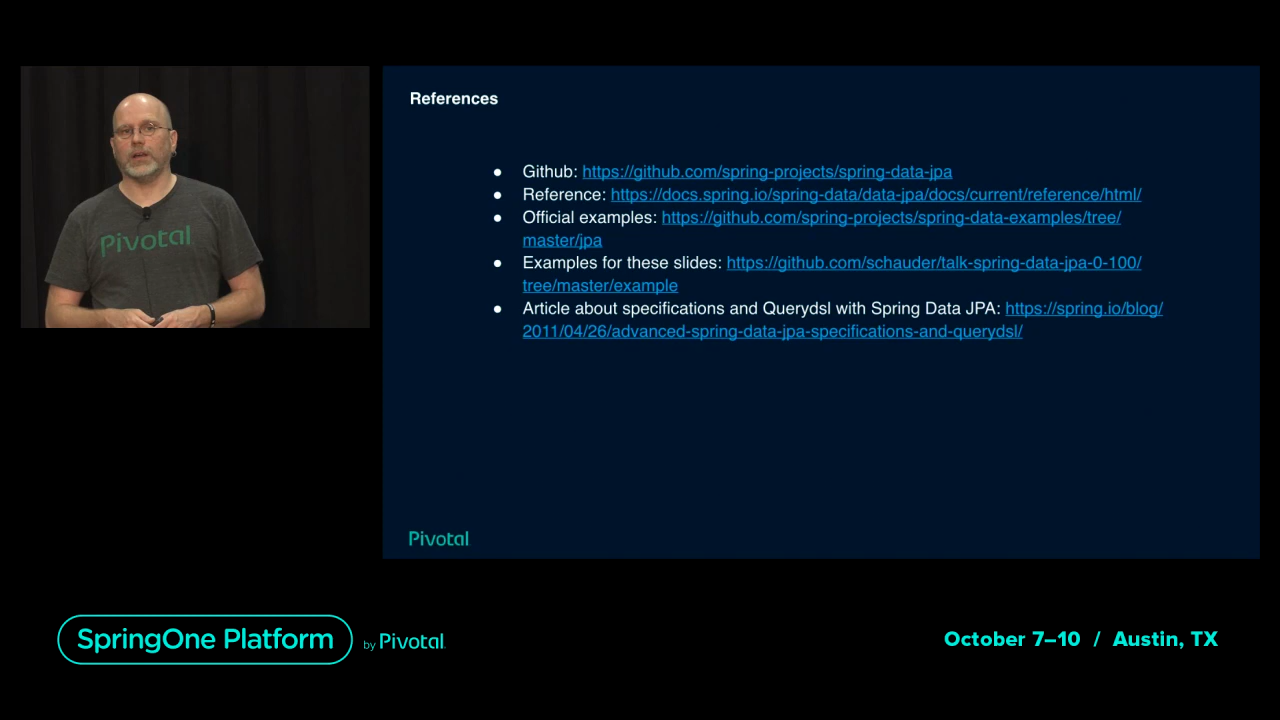 Pivotal
References
● Github: https://github.com/spring-projects/spring-data-jpa
● Reference: https://docs.spring.io/spring-data/data-jpa/docs/current/reference/html/
● Official examples: https://github.com/spring-projects/spring-data-examples/tree/
master/jpa
● Examples for these slides: https://github.com/schauder/talk-spring-data-jpa-0-100/
tree/master/example
● Article about specifications and Querydsl with Spring Data JPA: https://spring.io/blog/
2011/04/26/advanced-spring-data-jpa-specifications-and-querydsl/
Pivotal
SpringOne Platform by Pivotal
October 7–10 / Austin, TX